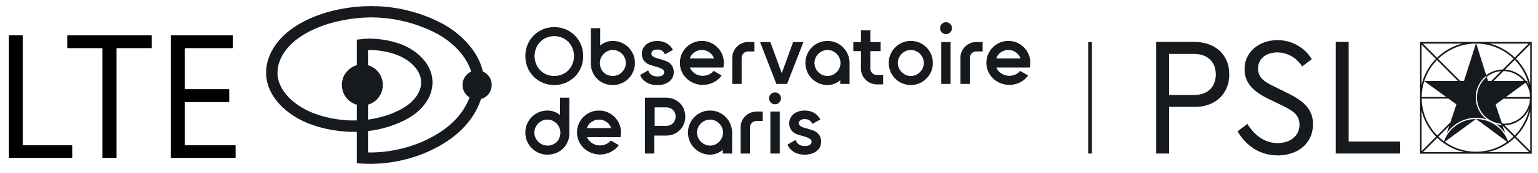 LTE Observatoire
de Paris
PSL